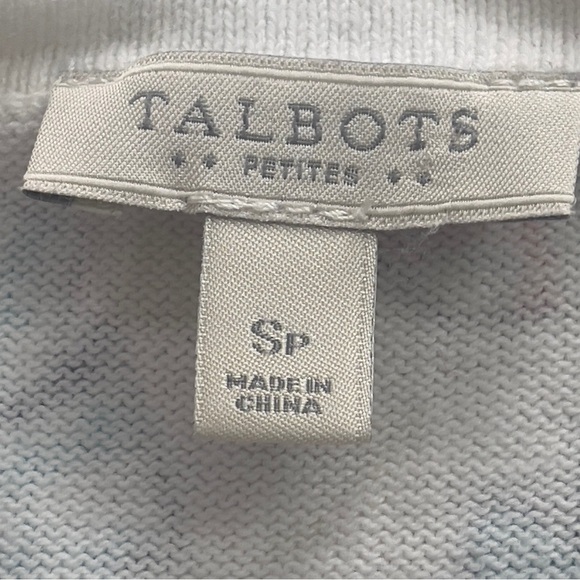 TALBOTS
PETITES
SP
MADE IN
CHINA